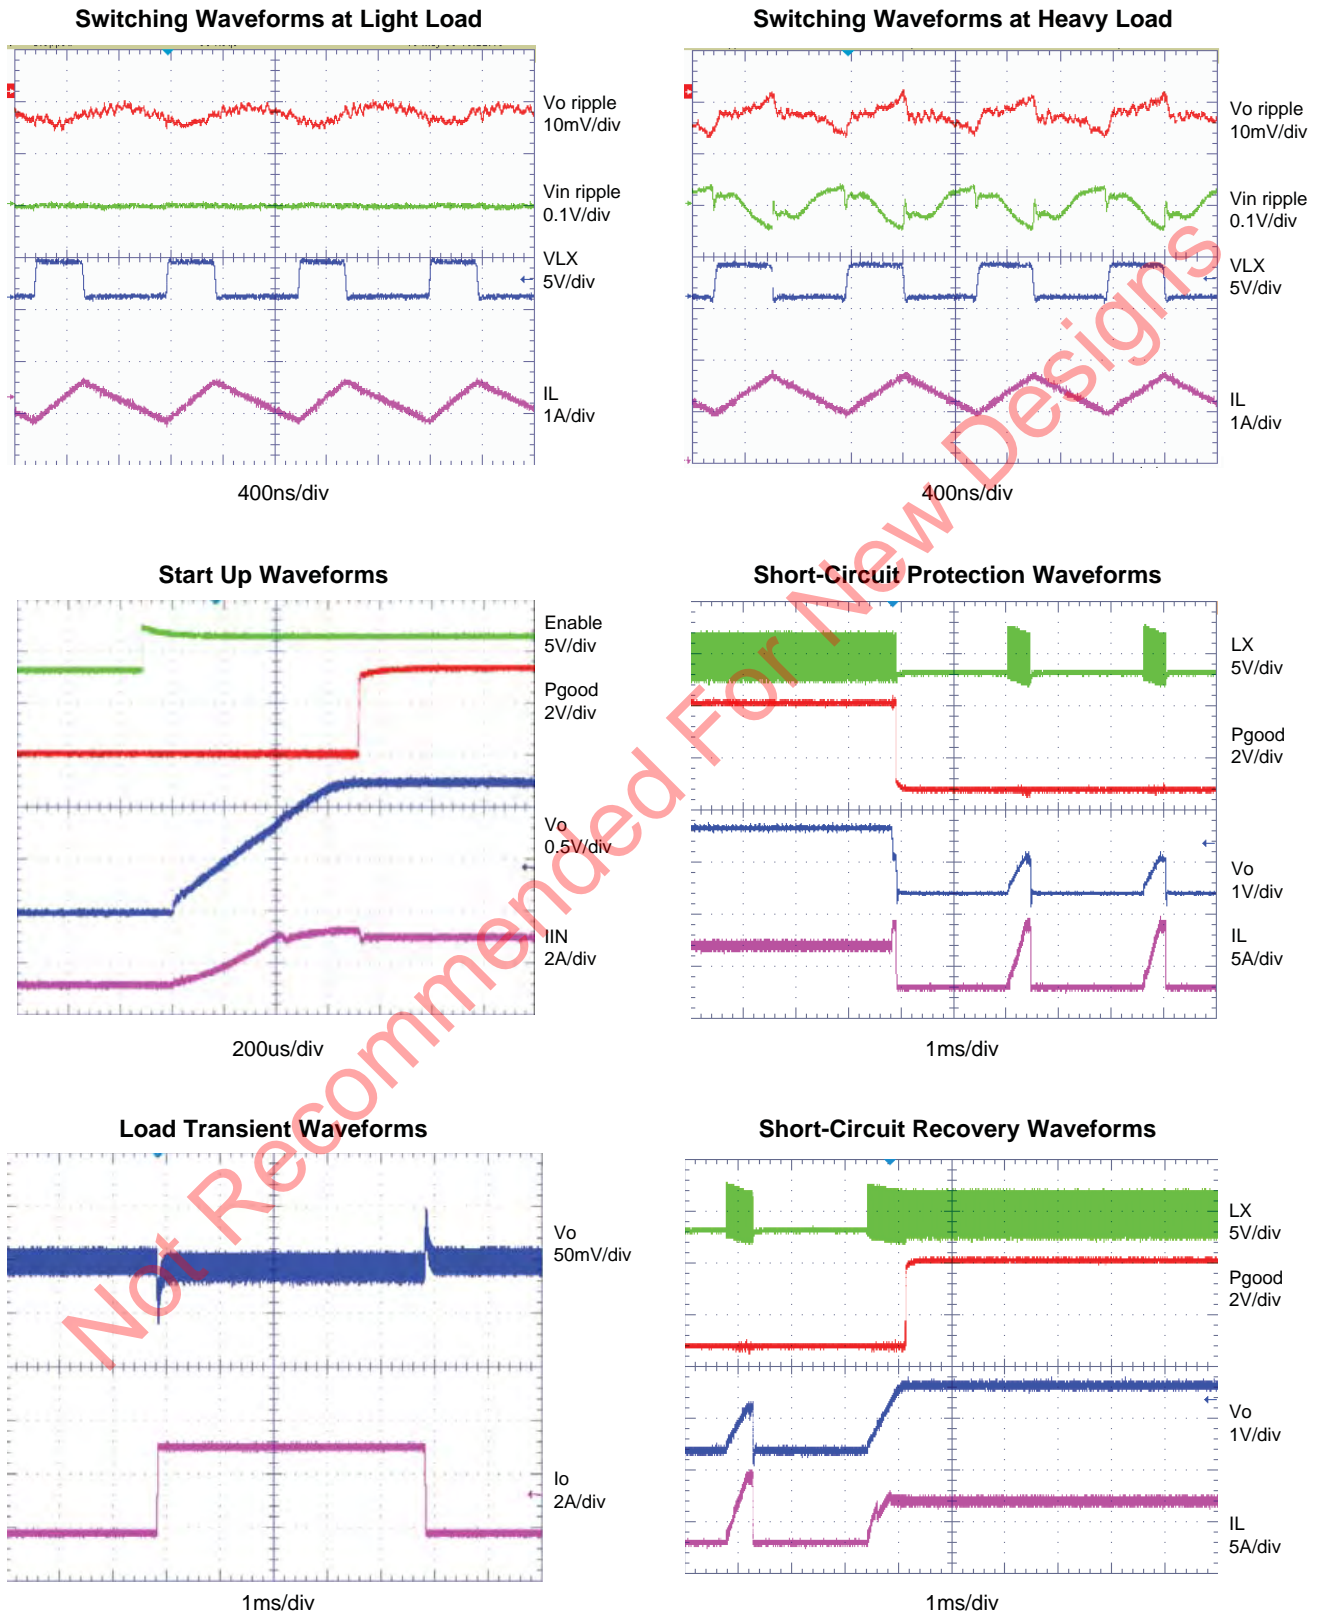 Switching Waveforms at Light Load
Vo ripple
10mV/div
Vin ripple
0.1V/div
VLX
5V/div
IL
1A/div
400ns/div
Switching Waveforms at Heavy Load
Vo ripple
10mV/div
Vin ripple
0.1V/div
VLX
5V/div
IL
1A/div
400ns/div
Start Up Waveforms
Enable
5V/div
Pgood
2V/div
Vo
0.5V/div
IIN
2A/div
200us/div
Short-Circuit Protection Waveforms
LX
5V/div
Pgood
2V/div
Vo
1V/div
IL
5A/div
1ms/div
Load Transient Waveforms
Vo
50mV/div
Io
2A/div
1ms/div
Short-Circuit Recovery Waveforms
LX
5V/div
Pgood
2V/div
Vo
1V/div
IL
5A/div
1ms/div
Not Recommended For New Designs